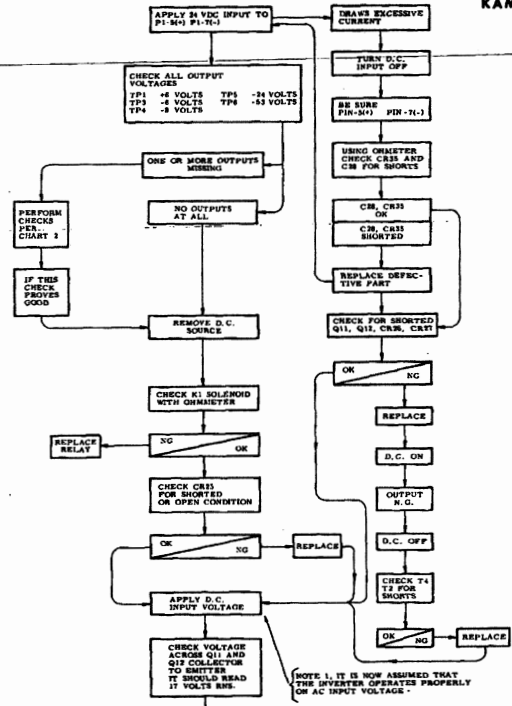 KAN
APPLY 24 VDC INPUT TO
P1-5(+) P1-7(-)
DRAWS EXCESSIVE
CURRENT
TURN D.C.
INPUT OFF
CHECK ALL OUTPUT
VOLTAGES
TP1 +6 VOLTS TP5 -24 VOLTS
TP3 -6 VOLTS TP6 -53 VOLTS
TP4 -8 VOLTS
BE SURE
PIN-5(+) PIN-7(-)
USING OHMETER
CHECK CR35 AND
C28 FOR SHORTS
ONE OR MORE OUTPUTS
MISSING
NO OUTPUTS
AT ALL
PERFORM
CHECKS
PER..
CHART 2
C28, CR35
OK
C28, CR35
SHORTED
IF THIS
CHECK
PROVES
GOOD
REPLACE DEFEC-
TIVE PART
REMOVE D.C.
SOURCE
CHECK FOR SHORTED
Q11, Q12, CR26, CR27
OK
NG
CHECK K1 SOLENOID
WITH OHMMETER
REPLACE
REPLACE
RELAY
NG
OK
D.C. ON
CHECK CR25
FOR SHORTED
OR OPEN CONDITION
OUTPUT
N.G.
OK
NG
REPLACE
D.C. OFF
CHECK T4
T2 FOR
SHORTS
APPLY D.C.
INPUT VOLTAGE
OK
NG
REPLACE
CHECK VOLTAGE
ACROSS Q11 AND
Q12 COLLECTOR
TO EMITTER
IT SHOULD READ
17 VOLTS RNS.
NOTE 1, IT IS NOW ASSUMED THAT
THE INVERTER OPERATES PROPERLY
ON AC INPUT VOLTAGE -